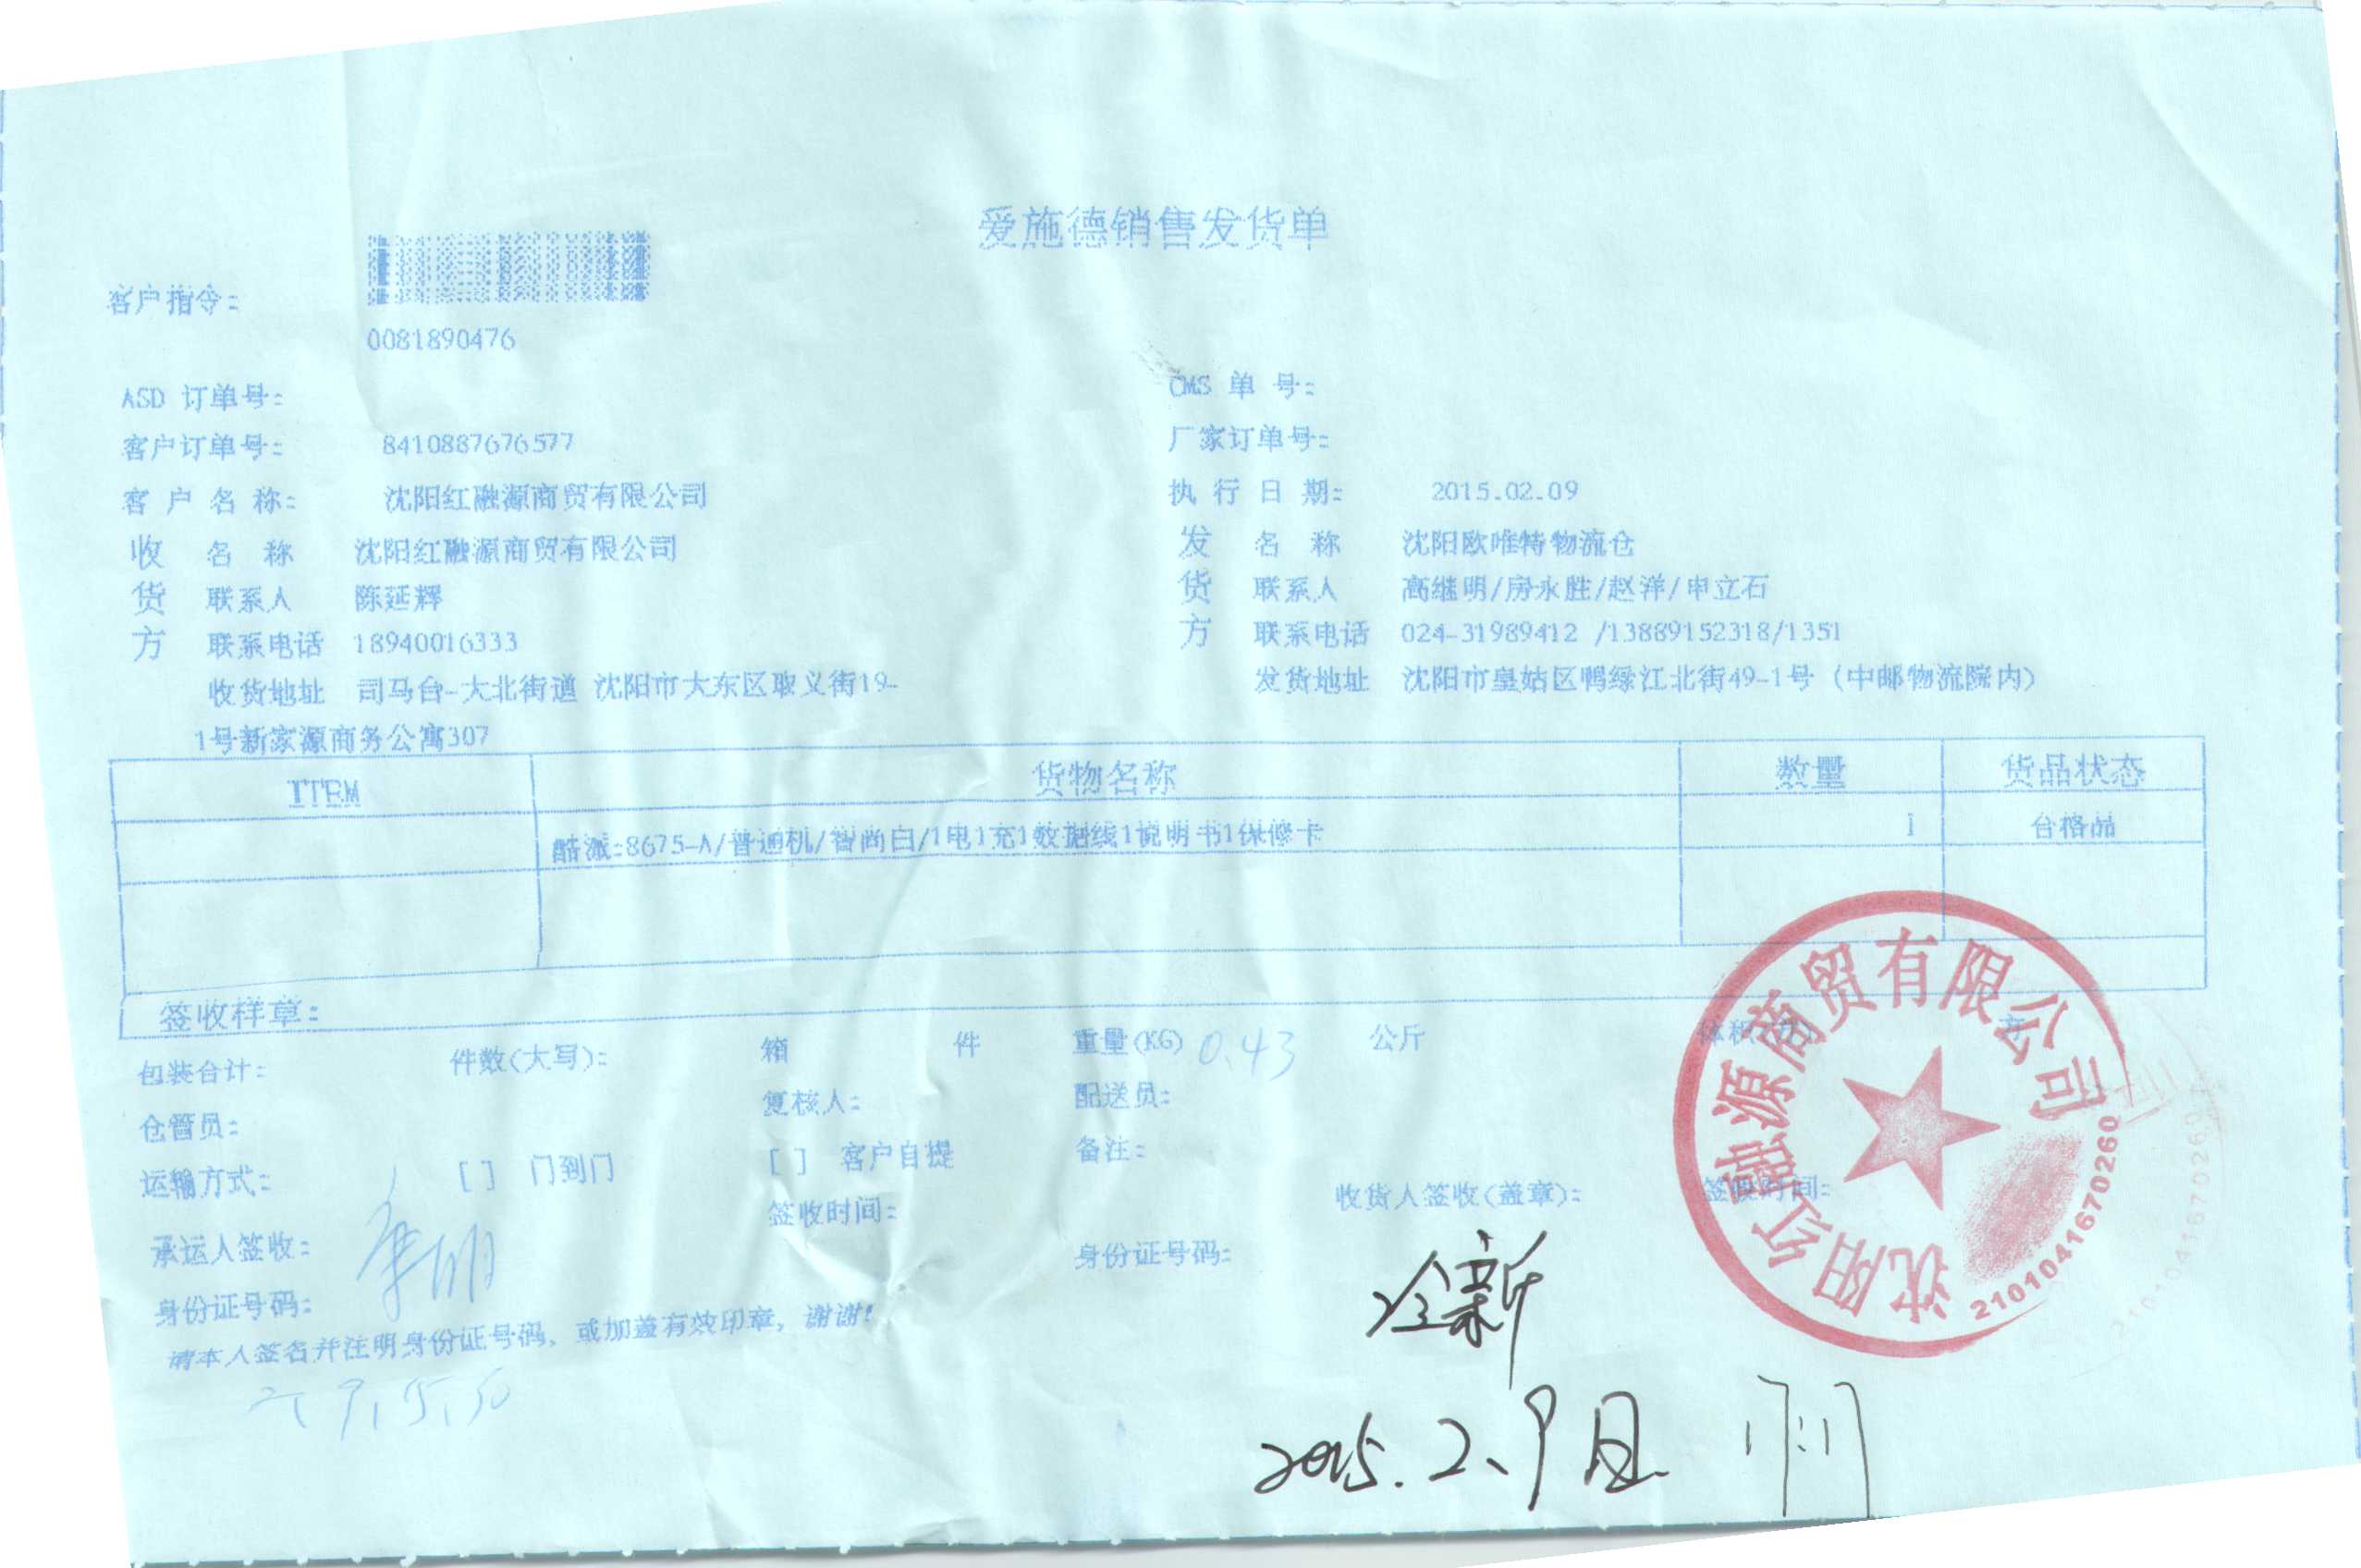 爱施德销售发货单
客户指令:
0081890476
ASD 订单号:
CMS 单 号:
客户订单号: 8410887676577
厂家订单号:
客 户 名 称: 沈阳红融源商贸有限公司
执 行 日 期: 2015.02.09
收货方 名 称 沈阳红融源商贸有限公司
发货方 名 称 沈阳欧唯特物流仓
联系人 陈延辉
联系人 高继明/房永胜/赵洋/申立石
联系电话 18940016333
联系电话 024-31989412 /13889152318/1351
收货地址 司马台-大北街道 沈阳市大东区取义街19-
1号新家源商务公寓307
发货地址 沈阳市皇姑区鸭绿江北街49-1号 (中邮物流院内)
ITEM 货物名称 数量 货品状态
酷派:8675-A/普通机/智尚白/1电1充1数据线1说明书1保修卡 1 合格品
签收样章:
包装合计: 件数(大写): 箱 件 重量(KG) 0.43 公斤
仓管员: 复核人: 配送员:
运输方式: [ ] 门到门 [ ] 客户自提 备注:
承运人签收: 签收时间: 收货人签收(盖章): 签收时间:
身份证号码: 身份证号码:
请本人签名并注明身份证号码、或加盖有效印章, 谢谢!
沈阳红融源商贸有限公司
2101041670260
2015.2.9日